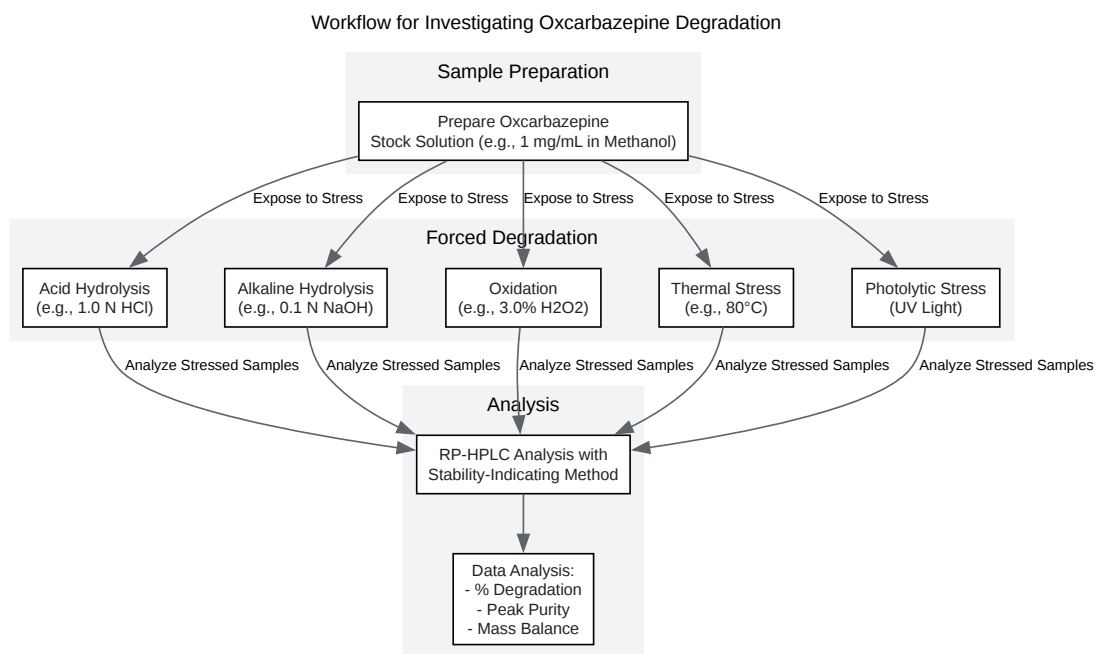 Workflow for Investigating Oxcarbazepine Degradation
Sample Preparation
Prepare Oxcarbazepine
Stock Solution (e.g., 1 mg/mL in Methanol)
Expose to Stress
Expose to Stress
Expose to Stress
Expose to Stress
Expose to Stress
Forced Degradation
Acid Hydrolysis
(e.g., 1.0 N HCl)
Alkaline Hydrolysis
(e.g., 0.1 N NaOH)
Oxidation
(e.g., 3.0% H2O2)
Thermal Stress
(e.g., 80°C)
Photolytic Stress
(UV Light)
Analyze Stressed Samples
Analyze Stressed Samples
Analyze Stressed Samples
Analyze Stressed Samples
Analyze Stressed Samples
Analysis
RP-HPLC Analysis with
Stability-Indicating Method
Data Analysis:
- % Degradation
- Peak Purity
- Mass Balance